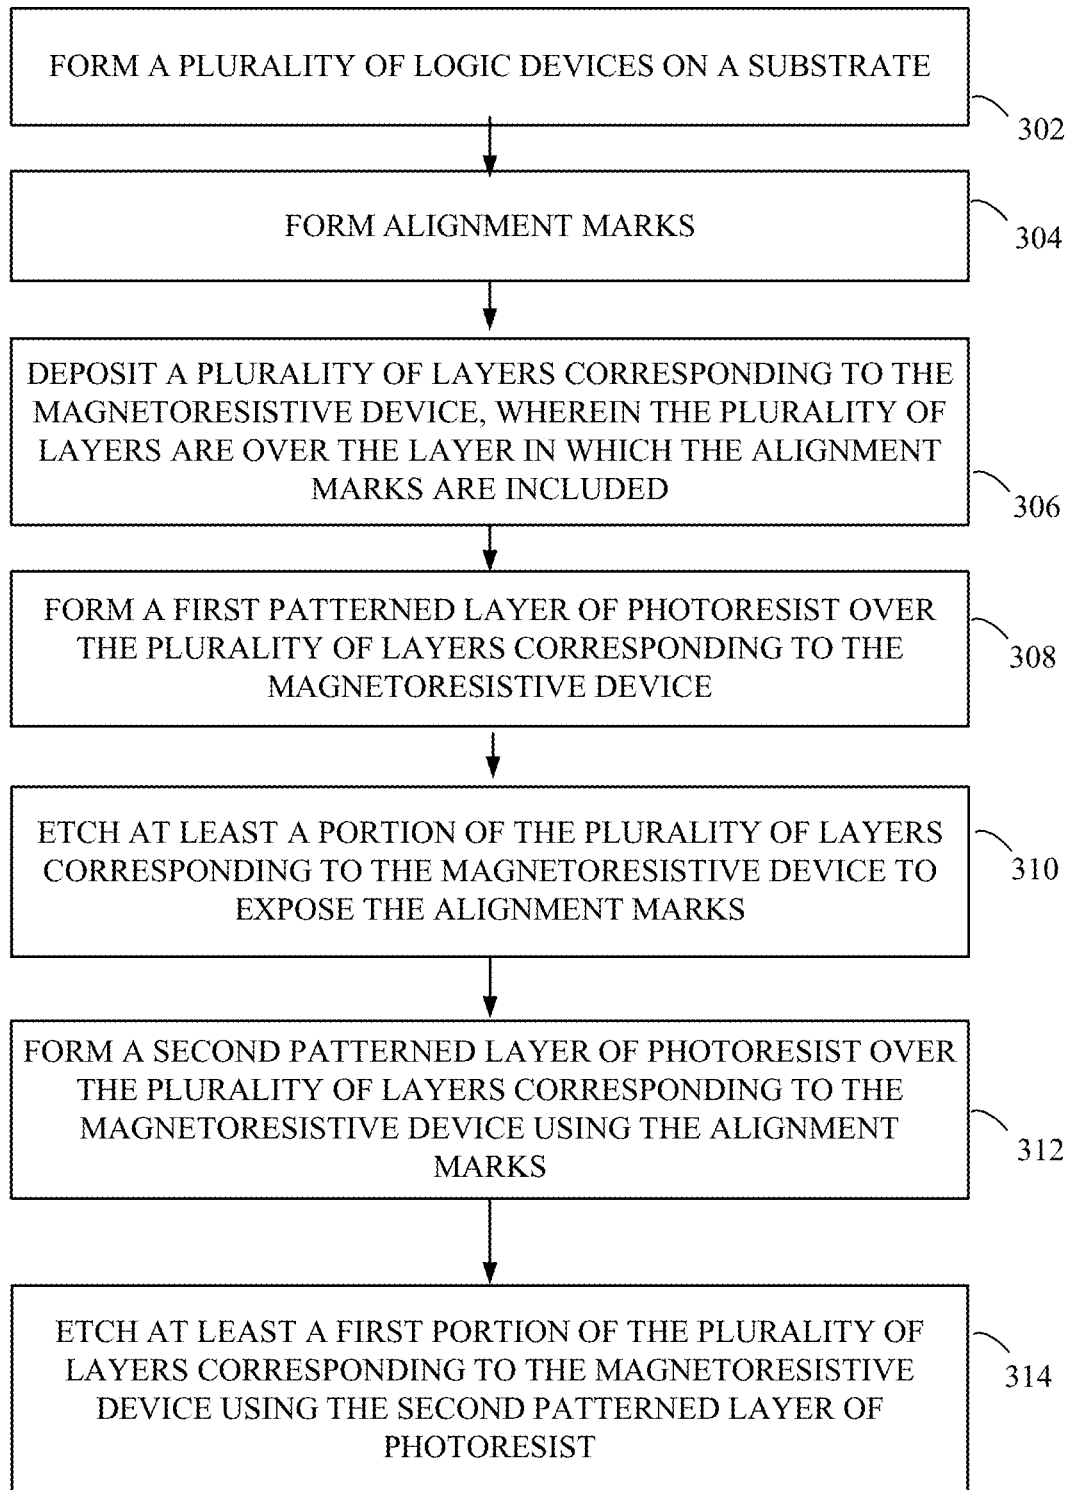 FORM A PLURALITY OF LOGIC DEVICES ON A SUBSTRATE
302
FORM ALIGNMENT MARKS
304
DEPOSIT A PLURALITY OF LAYERS CORRESPONDING TO THE
MAGNETORESISTIVE DEVICE, WHEREIN THE PLURALITY OF
LAYERS ARE OVER THE LAYER IN WHICH THE ALIGNMENT
MARKS ARE INCLUDED
306
FORM A FIRST PATTERNED LAYER OF PHOTORESIST OVER
THE PLURALITY OF LAYERS CORRESPONDING TO THE
MAGNETORESISTIVE DEVICE
308
ETCH AT LEAST A PORTION OF THE PLURALITY OF LAYERS
CORRESPONDING TO THE MAGNETORESISTIVE DEVICE TO
EXPOSE THE ALIGNMENT MARKS
310
FORM A SECOND PATTERNED LAYER OF PHOTORESIST OVER
THE PLURALITY OF LAYERS CORRESPONDING TO THE
MAGNETORESISTIVE DEVICE USING THE ALIGNMENT
MARKS
312
ETCH AT LEAST A FIRST PORTION OF THE PLURALITY OF
LAYERS CORRESPONDING TO THE MAGNETORESISTIVE
DEVICE USING THE SECOND PATTERNED LAYER OF
PHOTORESIST
314